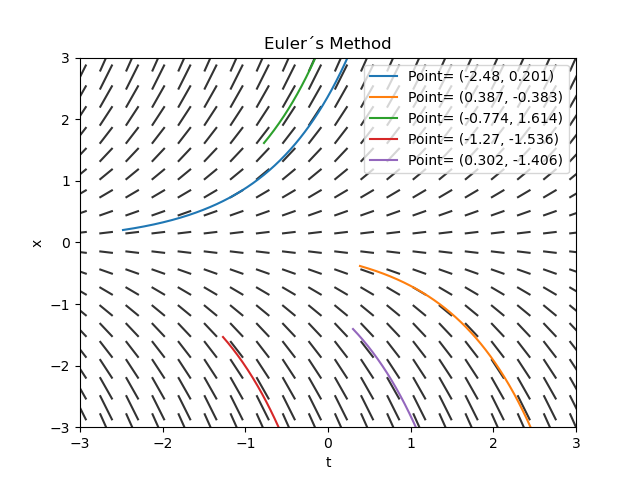 Euler´s Method
Point= (-2.48, 0.201)
Point= (0.387, -0.383)
Point= (-0.774, 1.614)
Point= (-1.27, -1.536)
Point= (0.302, -1.406)
3
2
1
0
−1
−2
−3
x
−3 −2 −1 0 1 2 3
t